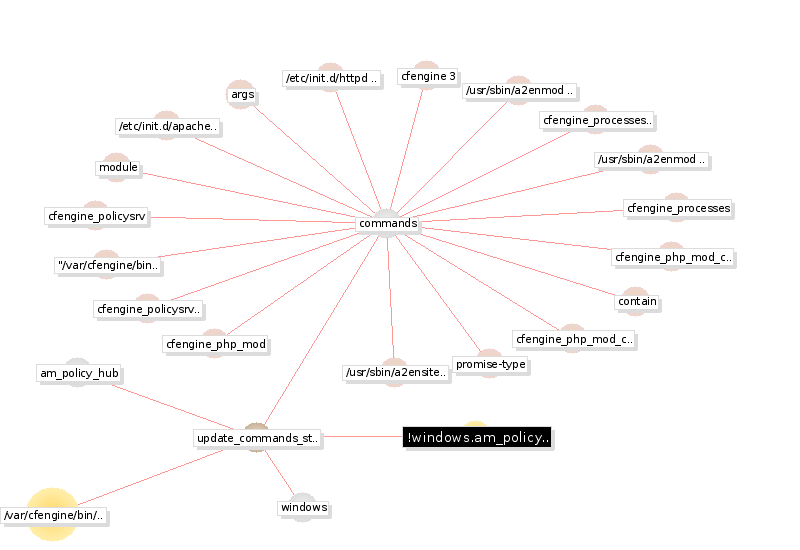 cfengine 3
/etc/init.d/httpd ..
/usr/sbin/a2enmod ..
args
cfengine_processes..
/etc/init.d/apache..
/usr/sbin/a2enmod ..
module
cfengine_processes
cfengine_policysrv
commands
cfengine_php_mod_c..
"/var/cfengine/bin..
contain
cfengine_policysrv..
cfengine_php_mod_c..
cfengine_php_mod
promise-type
/usr/sbin/a2ensite..
am_policy_hub
update_commands_st..
!windows.am_policy..
windows
/var/cfengine/bin/..